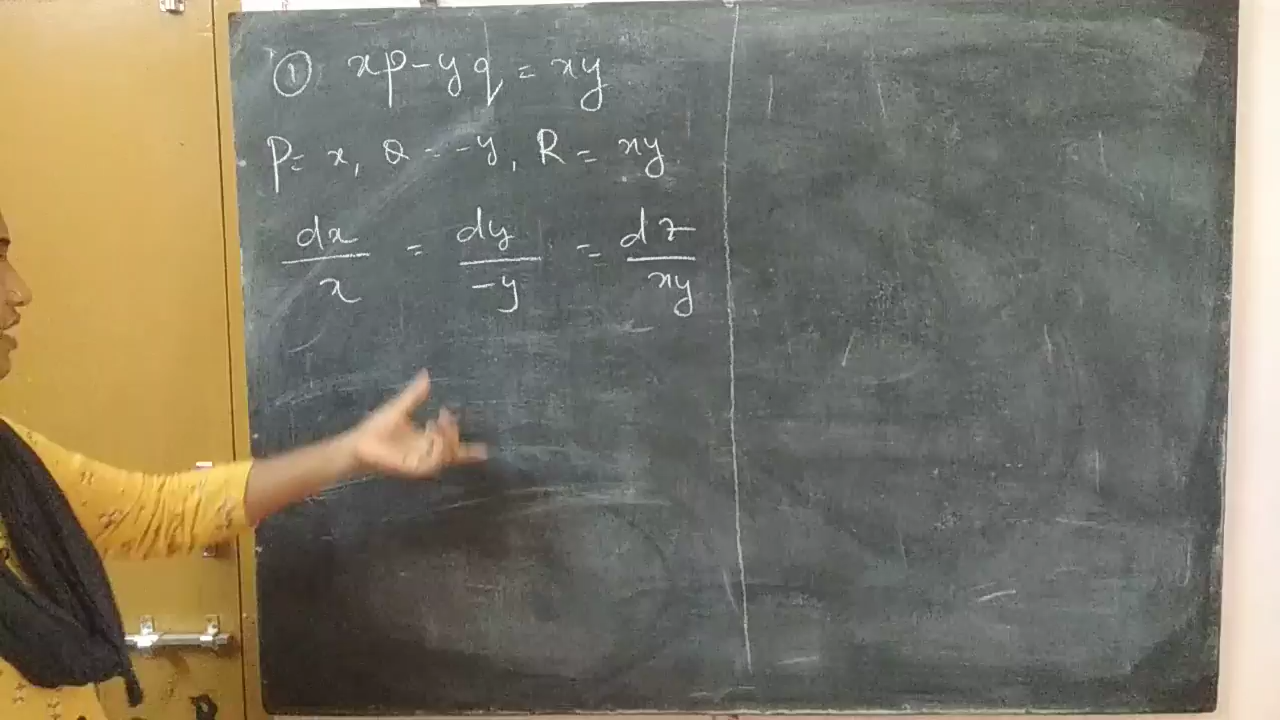 ① xp - yq = xy
P = x, Q = -y, R = xy
dx/x = dy/-y = dz/xy